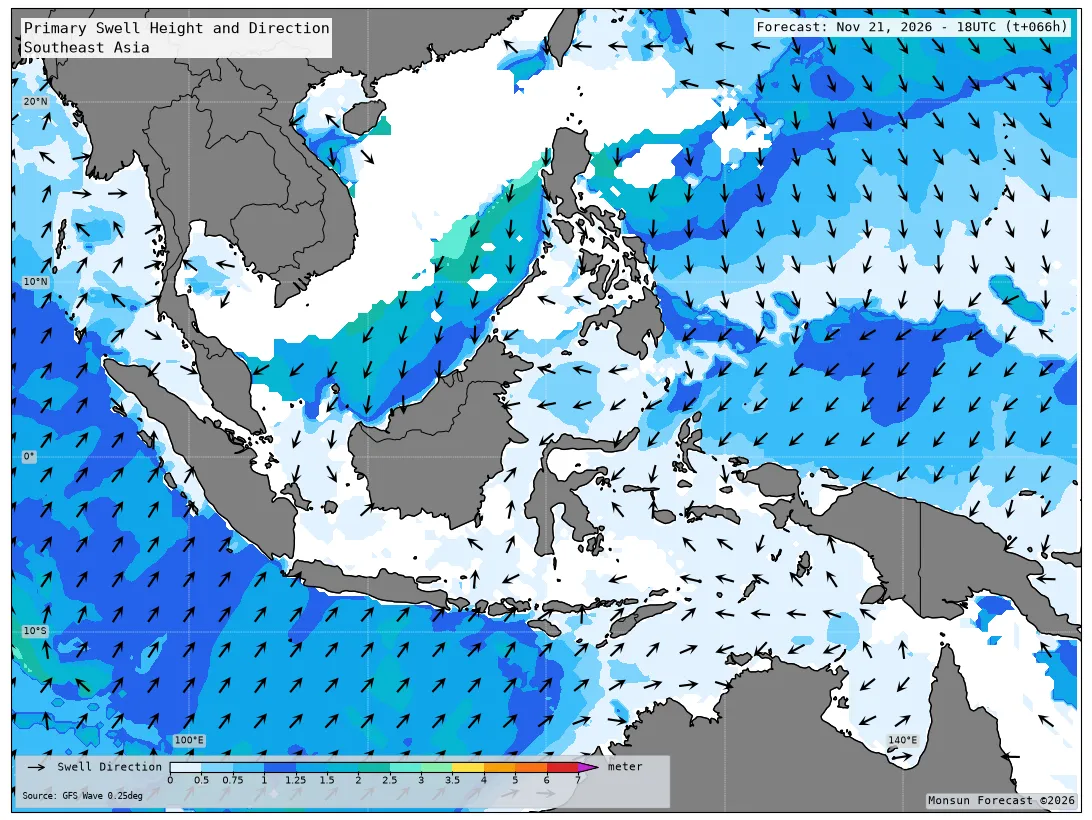 Primary Swell Height and Direction
Southeast Asia
Forecast: Nov 21, 2026 - 18UTC (t+066h)
20°N
10°N
0°
10°S
100°E
140°E
Swell Direction
meter
0 0.5 0.75 1 1.25 1.5 2 2.5 3 3.5 4 5 6 7
Source: GFS Wave 0.25deg
Monsun Forecast ©2026